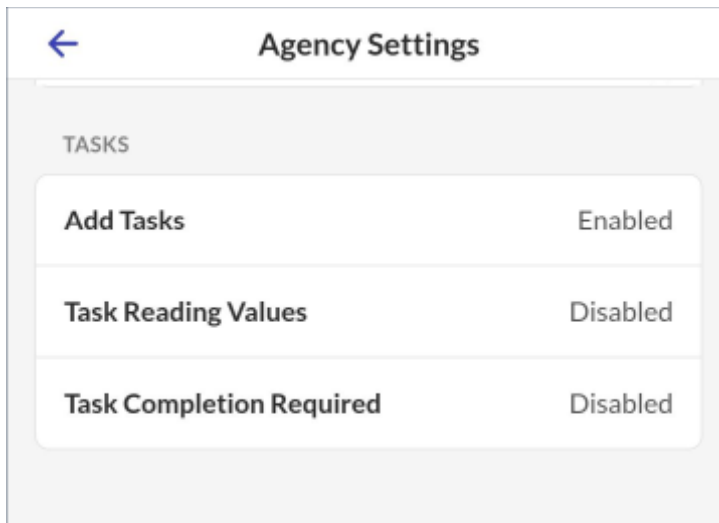 Agency Settings
TASKS
Add Tasks Enabled
Task Reading Values Disabled
Task Completion Required Disabled